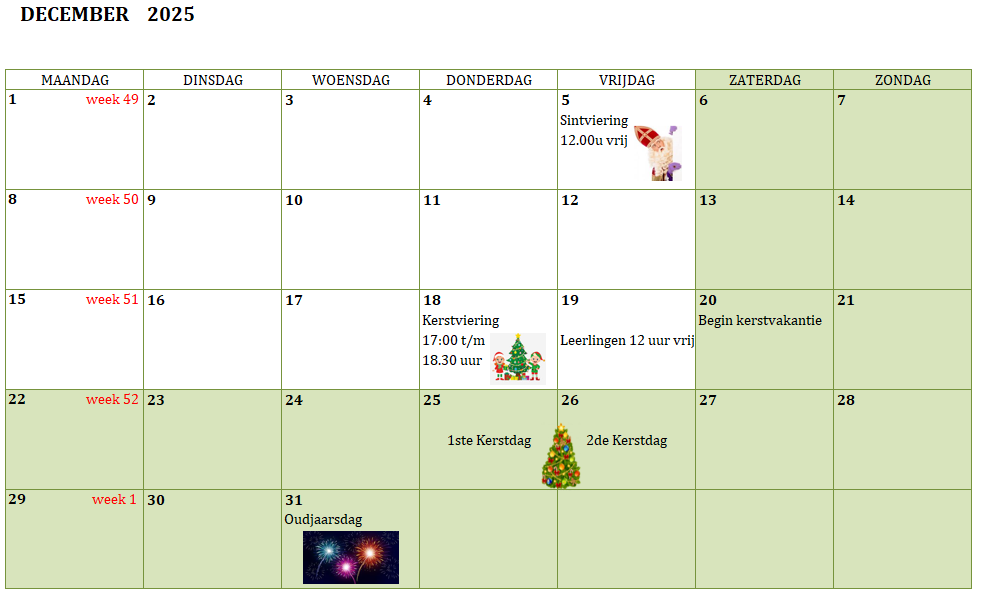 DECEMBER 2025
MAANDAG DINSDAG WOENSDAG DONDERDAG VRIJDAG ZATERDAG ZONDAG
1 week 49 2 3 4 5 6 7
Sintviering
12.00u vrij
8 week 50 9 10 11 12 13 14
15 week 51 16 17 18 19 20 21
Kerstviering Begin kerstvakantie
17:00 t/m Leerlingen 12 uur vrij
18.30 uur
22 week 52 23 24 25 26 27 28
1ste Kerstdag 2de Kerstdag
29 week 1 30 31
Oudjaarsdag